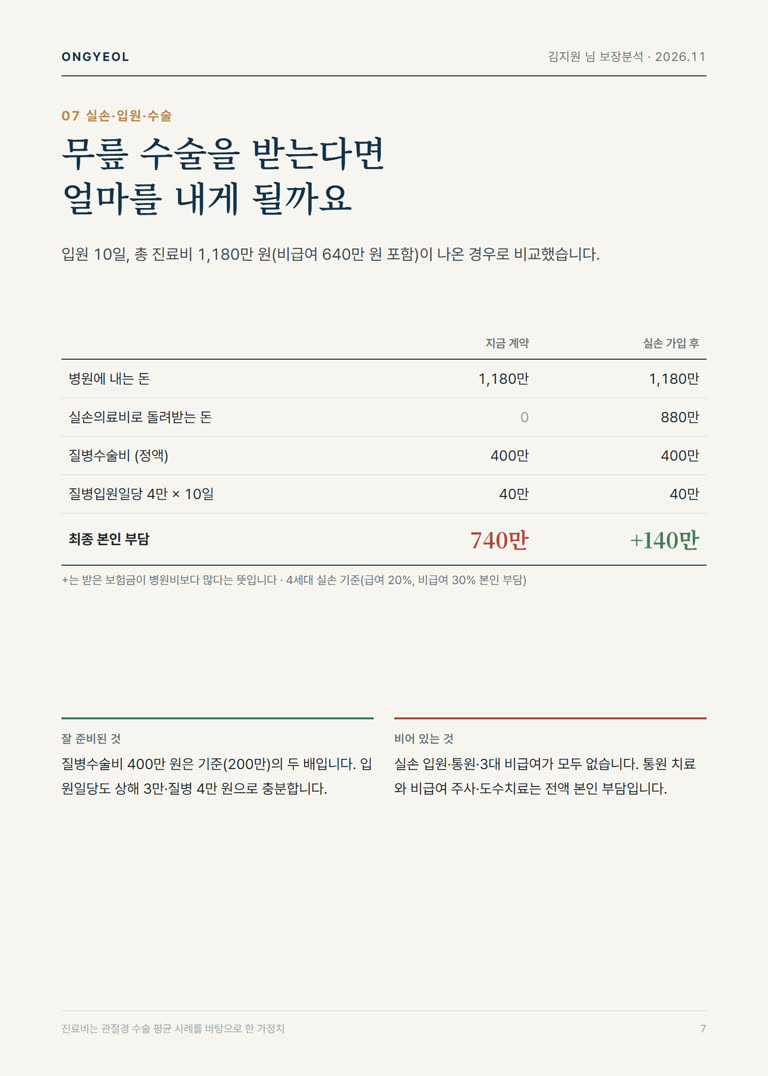 ONGYEOL
김지원 님 보장분석 · 2026.11
07 실손·입원·수술
무릎 수술을 받는다면
얼마를 내게 될까요
입원 10일, 총 진료비 1,180만 원(비급여 640만 원 포함)이 나온 경우로 비교했습니다.
지금 계약 실손 가입 후
병원에 내는 돈 1,180만 1,180만
실손의료비로 돌려받는 돈 0 880만
질병수술비 (정액) 400만 400만
질병입원일당 4만 × 10일 40만 40만
최종 본인 부담 740만 +140만
+는 받은 보험금이 병원비보다 많다는 뜻입니다 · 4세대 실손 기준(급여 20%, 비급여 30% 본인 부담)
잘 준비된 것
질병수술비 400만 원은 기준(200만)의 두 배입니다. 입
원일당도 상해 3만·질병 4만 원으로 충분합니다.
비어 있는 것
실손 입원·통원·3대 비급여가 모두 없습니다. 통원 치료
와 비급여 주사·도수치료는 전액 본인 부담입니다.
진료비는 관절경 수술 평균 사례를 바탕으로 한 가정치
7